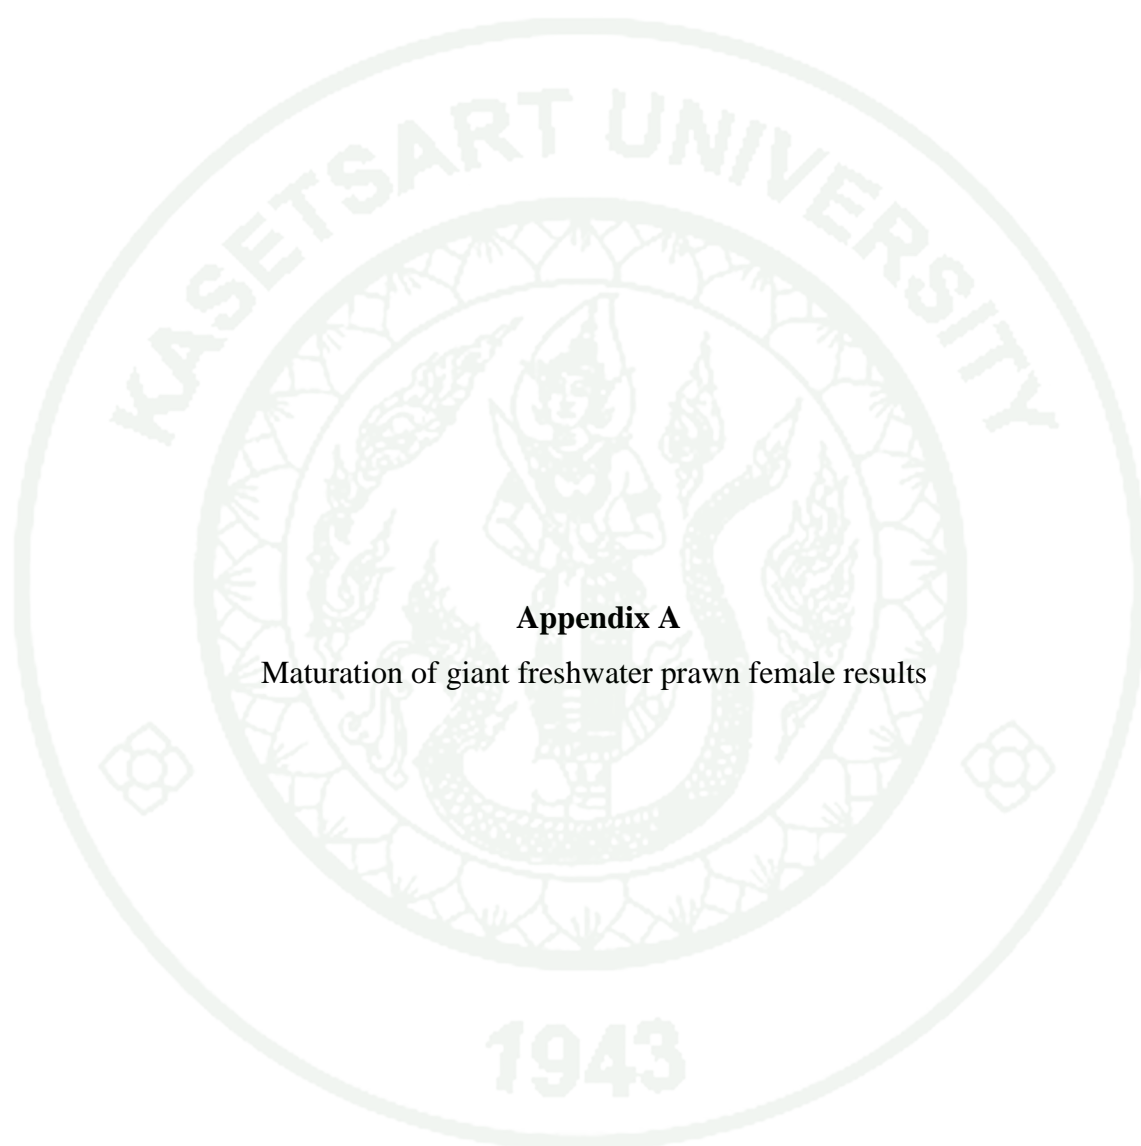 KASETSART UNIVERSITY
Appendix A
Maturation of giant freshwater prawn female results
1943